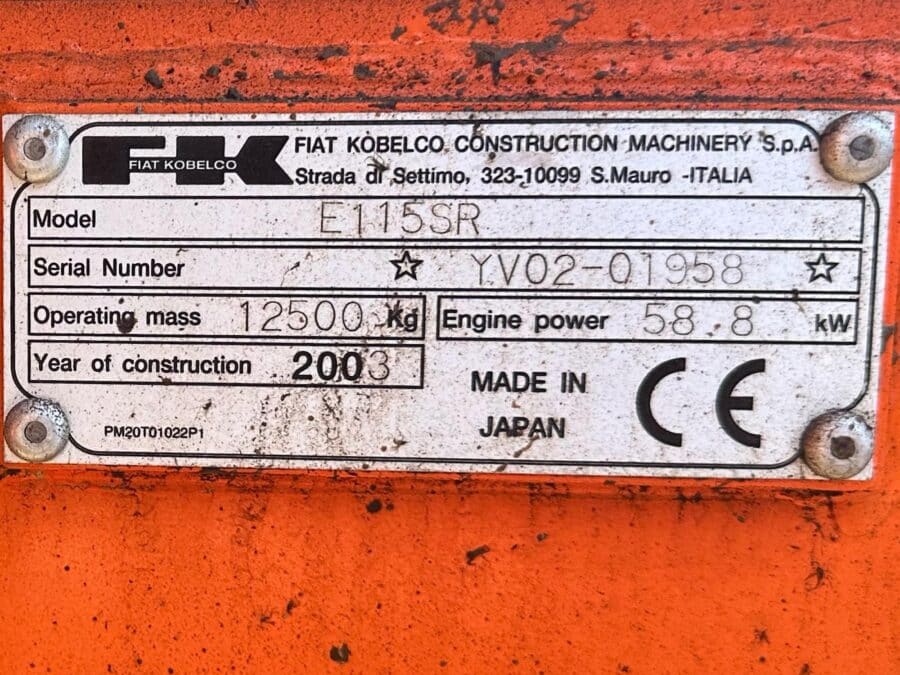 FK FIAT KOBELCO
FIAT KOBELCO CONSTRUCTION MACHINERY S.p.A.
Strada di Settimo, 323-10099 S.Mauro -ITALIA
Model E115SR
Serial Number ☆ YV02-01958 ☆
Operating mass 12500 Kg Engine power 58.8 kW
Year of construction 2003
MADE IN
JAPAN
CE
PM20T01022P1